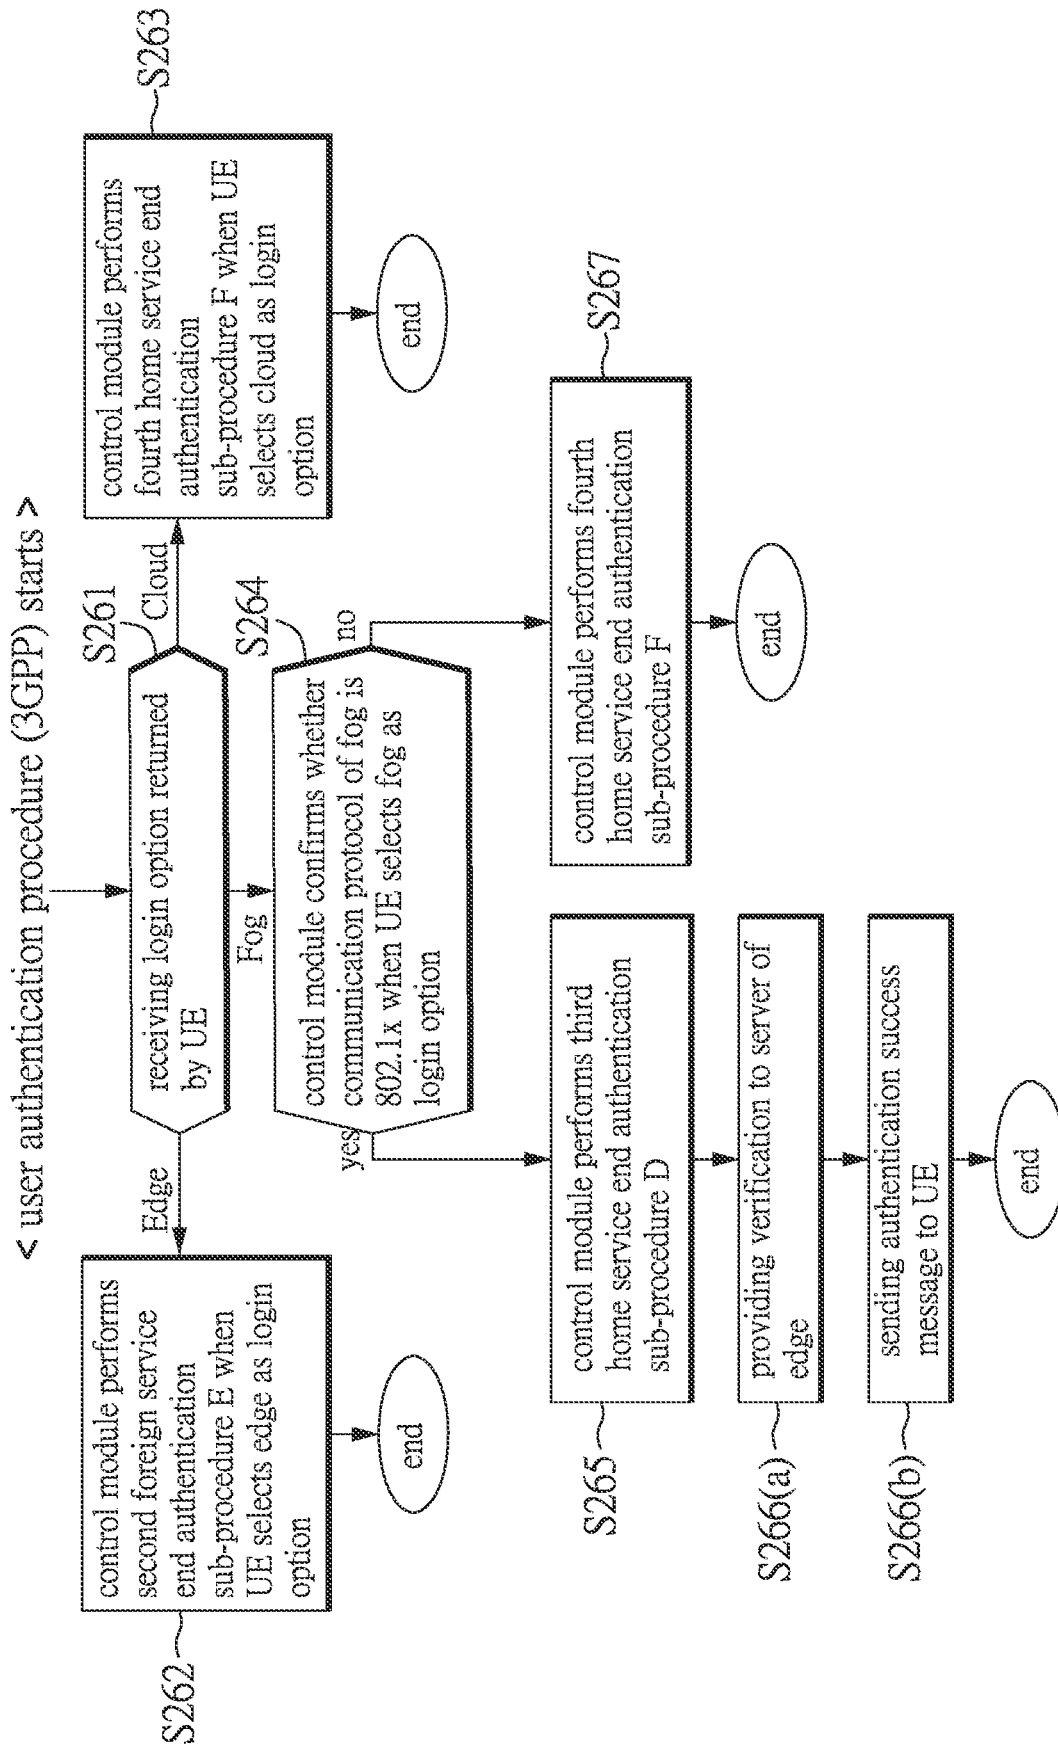 < user authentication procedure (3GPP) starts >
S261
receiving login option returned
by UE
Edge
Cloud
Fog
S262
control module performs
second foreign service
end authentication
sub-procedure E when
UE selects edge as login
option
end
S263
control module performs
fourth home service end
authentication
sub-procedure F when UE
selects cloud as login
option
end
S264
control module confirms whether
communication protocol of fog is
802.1x when UE selects fog as
login option
yes
no
S265
control module performs third
home service end authentication
sub-procedure D
S266(a)
providing verification to server of
edge
S266(b)
sending authentication success
message to UE
end
S267
control module performs fourth
home service end authentication
sub-procedure F
end